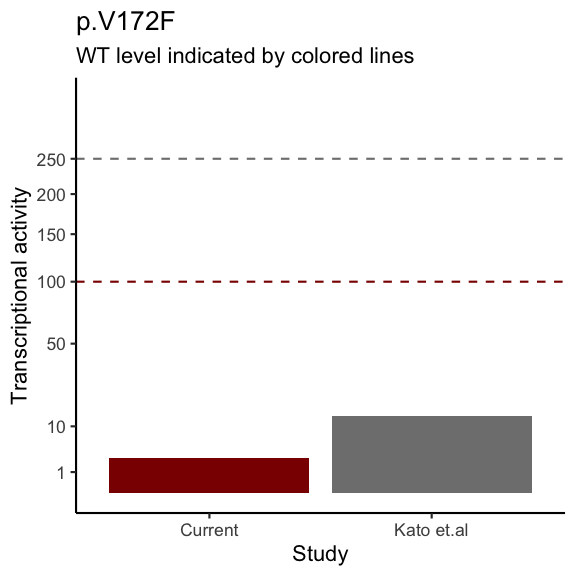 p.V172F
WT level indicated by colored lines
Transcriptional activity
250
200
150
100
50
10
1
Current
Kato et.al
Study